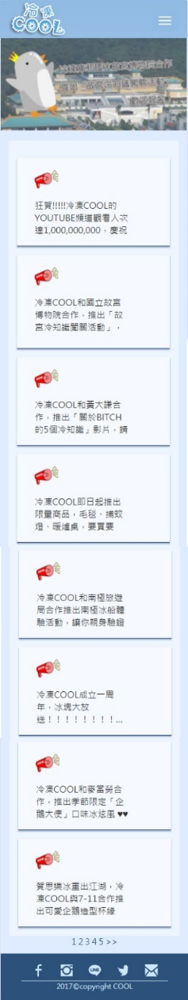 冷凍
COOL
狂賀!!!!!冷凍COOL的
YOUTUBE頻道觀看人次
達1,000,000,000，慶祝
冷凍COOL和國立故宮
博物院合作，推出「故
宮冷知識闖關活動」，
冷凍COOL和黃大謙合
作，推出「關於BITCH
的5個冷知識」影片，請
冷凍COOL即日起推出
限量商品，毛毯、捕蚊
燈、暖爐桌，要買要
冷凍COOL和南極旅遊
局合作推出南極冰船體
驗活動，讓你親身驗證
冷凍COOL成立一周
年，冰塊大放
送！！！！！！！！...
冷凍COOL和麥當勞合
作，推出季節限定「企
鵝大便」口味冰炫風 ♥♥
賀思樂冰重出江湖，冷
凍COOL與7-11合作推
出可愛企鵝造型杯緣
1 2 3 4 5 > >
2017©copyright COOL